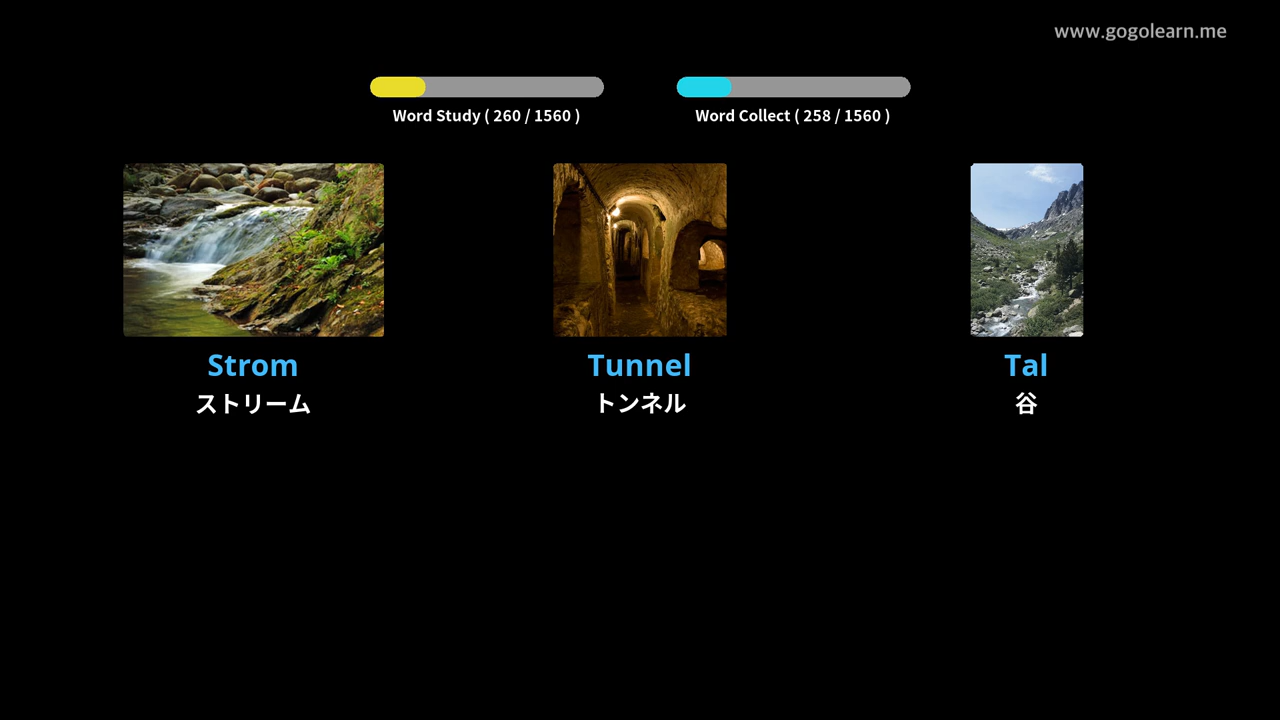 www.gogolearn.me
Word Study ( 260 / 1560 )
Word Collect ( 258 / 1560 )
Strom
Tunnel
Tal
ストリーム
トンネル
谷